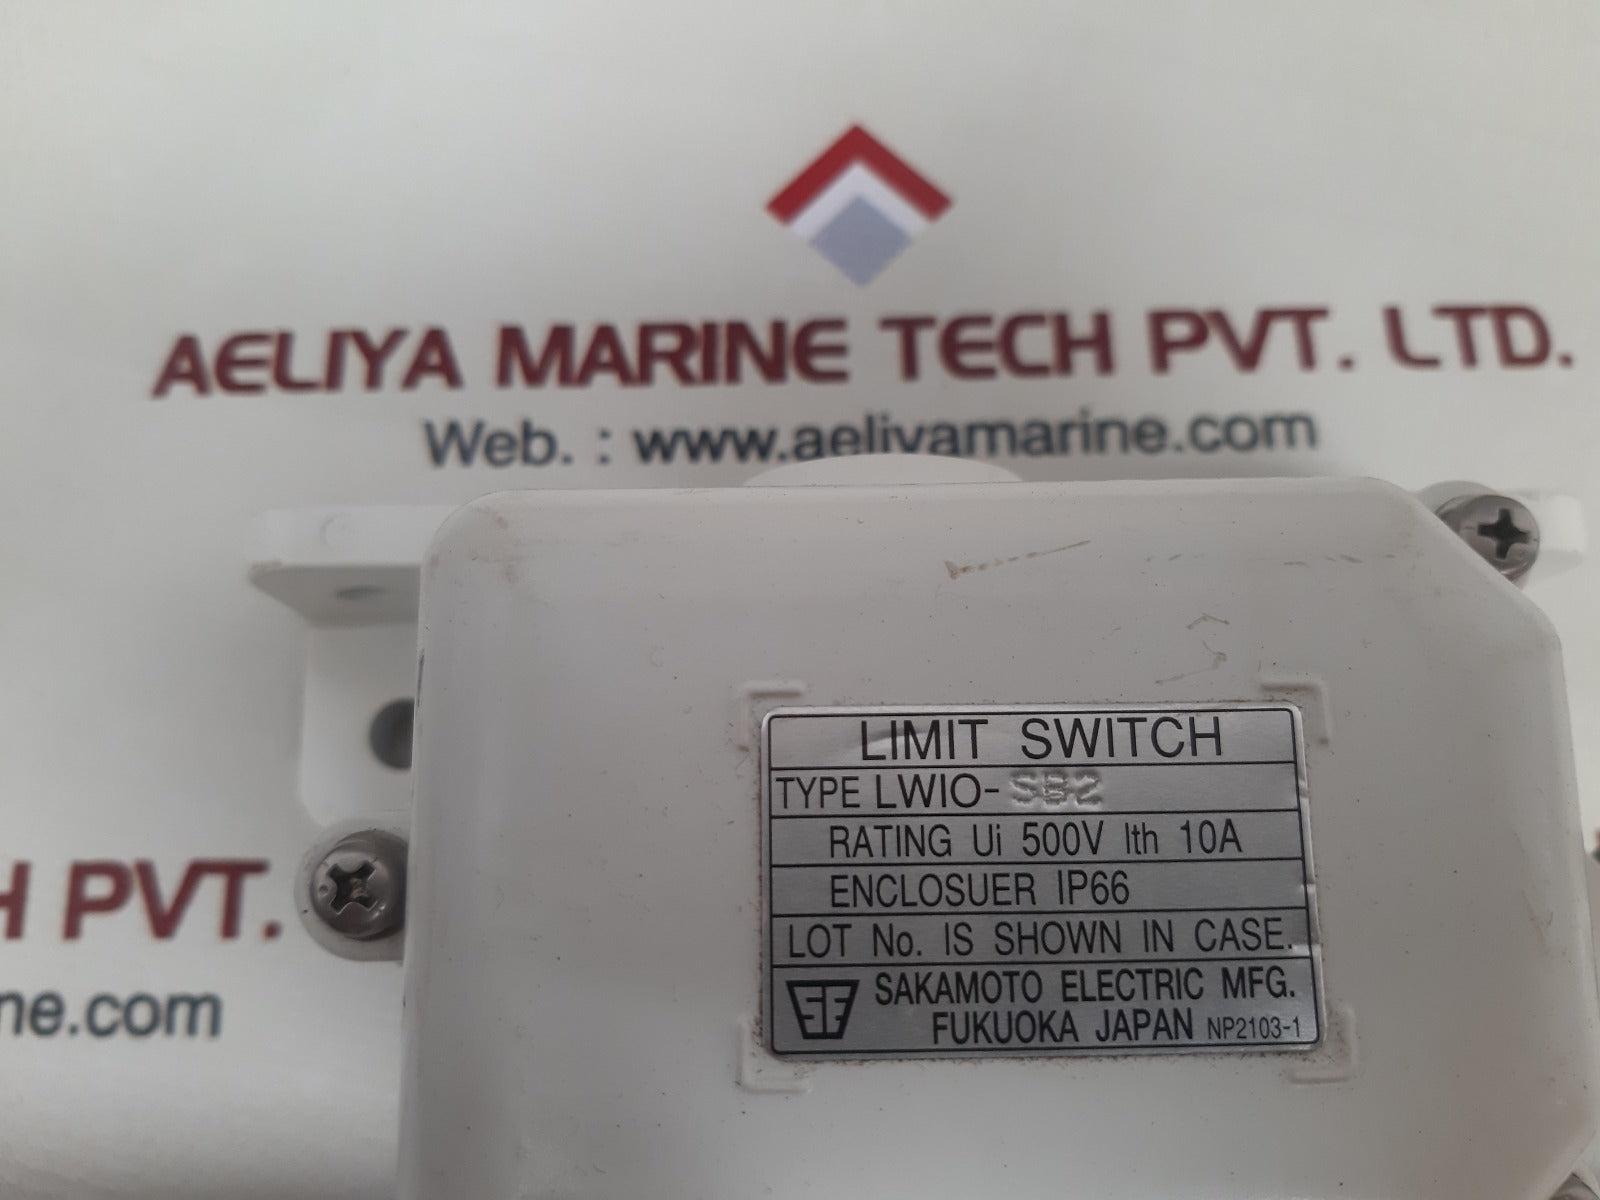 AELIYA MARINE TECH PVT. LTD.
Web. : www.aeliyamarine.com
H PVT.
ne.com
LIMIT SWITCH
TYPE LWIO-SB2
RATING Ui 500V Ith 10A
ENCLOSUER IP66
LOT No. IS SHOWN IN CASE.
SE SAKAMOTO ELECTRIC MFG.
FUKUOKA JAPAN NP2103-1